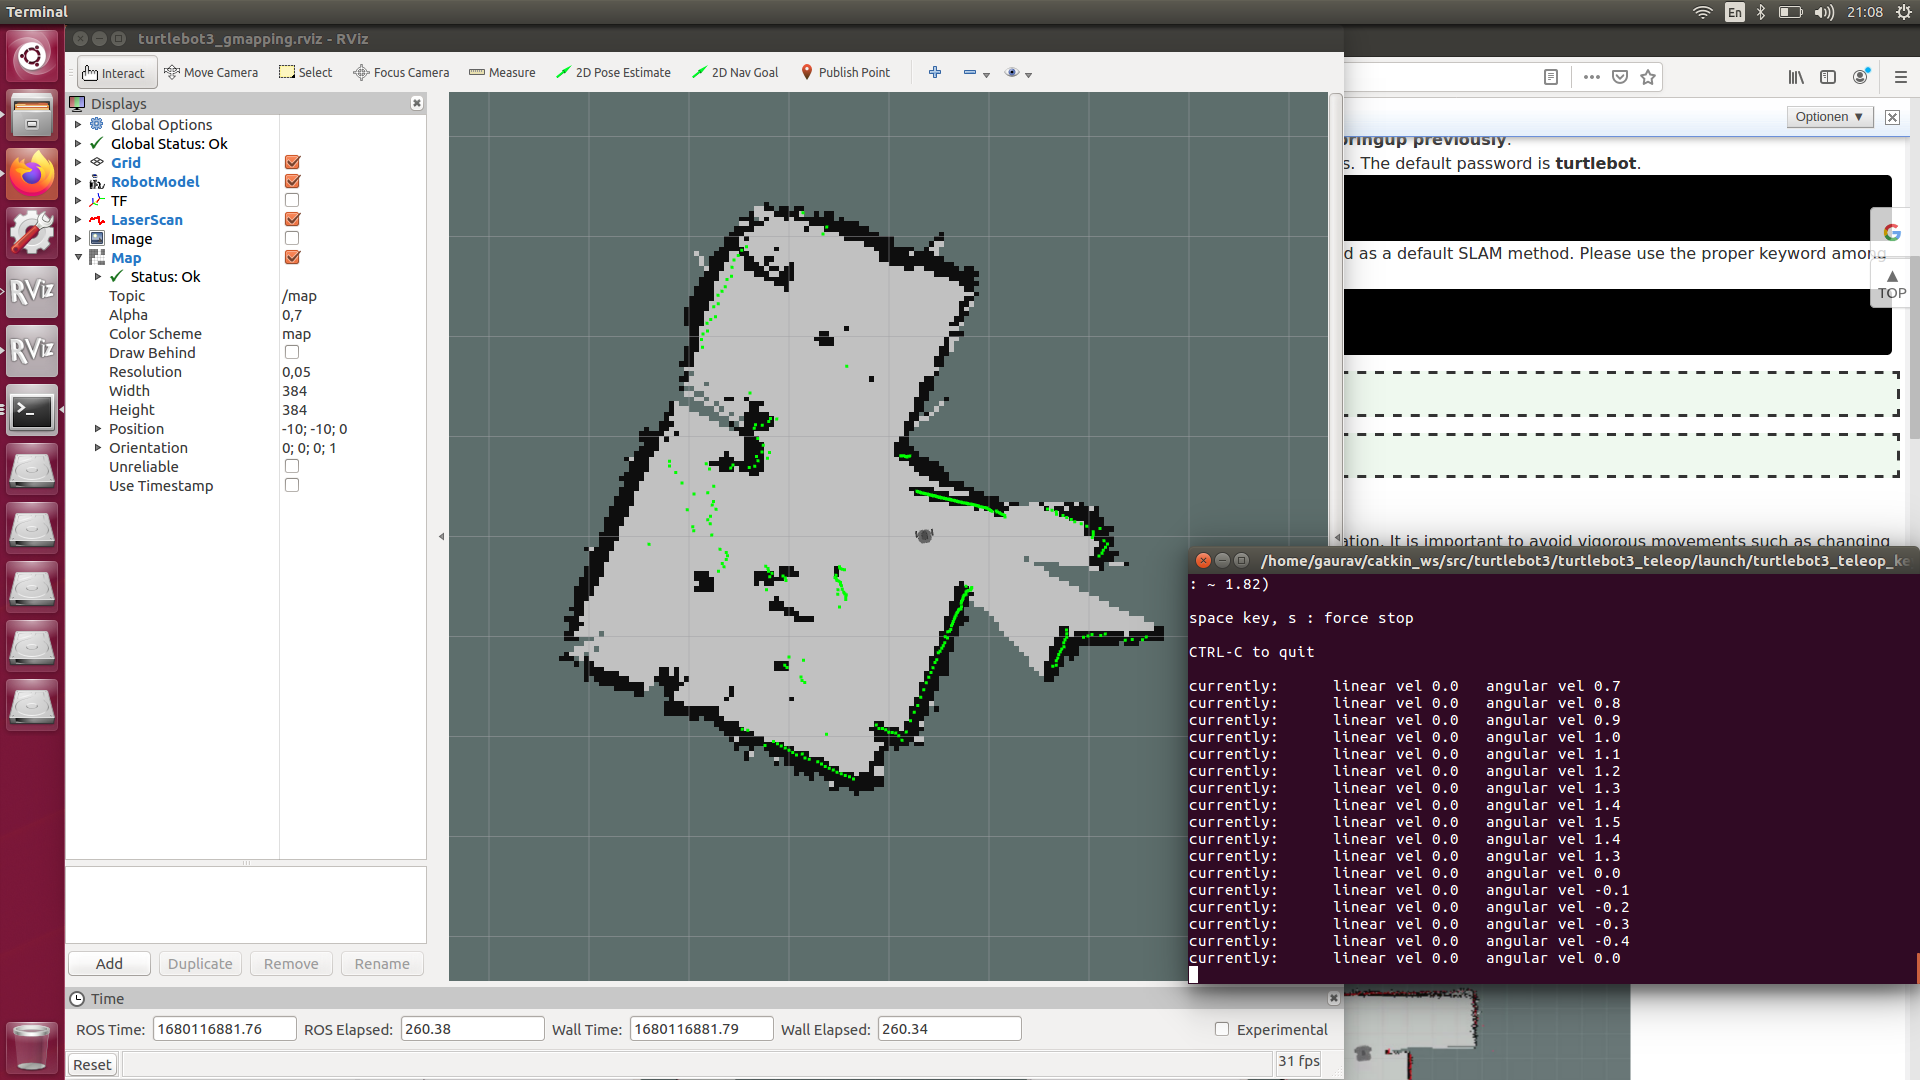 Terminal
En
21:08
turtlebot3_gmapping.rviz - RViz
Interact
Move Camera
Select
Focus Camera
Measure
2D Pose Estimate
2D Nav Goal
Publish Point
Displays
Global Options
Global Status: Ok
Grid
RobotModel
TF
LaserScan
Image
Map
Status: Ok
Topic /map
Alpha 0,7
Color Scheme map
Draw Behind
Resolution 0,05
Width 384
Height 384
Position -10; -10; 0
Orientation 0; 0; 0; 1
Unreliable
Use Timestamp
RViz
RViz
Add
Duplicate
Remove
Rename
Time
ROS Time: 1680116881.76 ROS Elapsed: 260.38 Wall Time: 1680116881.79 Wall Elapsed: 260.34 Experimental
Reset
31 fps
Optionen ▼
bringup previously.
s. The default password is turtlebot.
d as a default SLAM method. Please use the proper keyword among
G
TOP
ation. It is important to avoid vigorous movements such as changing
/home/gaurav/catkin_ws/src/turtlebot3/turtlebot3_teleop/launch/turtlebot3_teleop_ke
: ~ 1.82)
space key, s : force stop
CTRL-C to quit
currently: linear vel 0.0 angular vel 0.7
currently: linear vel 0.0 angular vel 0.8
currently: linear vel 0.0 angular vel 0.9
currently: linear vel 0.0 angular vel 1.0
currently: linear vel 0.0 angular vel 1.1
currently: linear vel 0.0 angular vel 1.2
currently: linear vel 0.0 angular vel 1.3
currently: linear vel 0.0 angular vel 1.4
currently: linear vel 0.0 angular vel 1.5
currently: linear vel 0.0 angular vel 1.4
currently: linear vel 0.0 angular vel 1.3
currently: linear vel 0.0 angular vel 0.0
currently: linear vel 0.0 angular vel -0.1
currently: linear vel 0.0 angular vel -0.2
currently: linear vel 0.0 angular vel -0.3
currently: linear vel 0.0 angular vel -0.4
currently: linear vel 0.0 angular vel 0.0